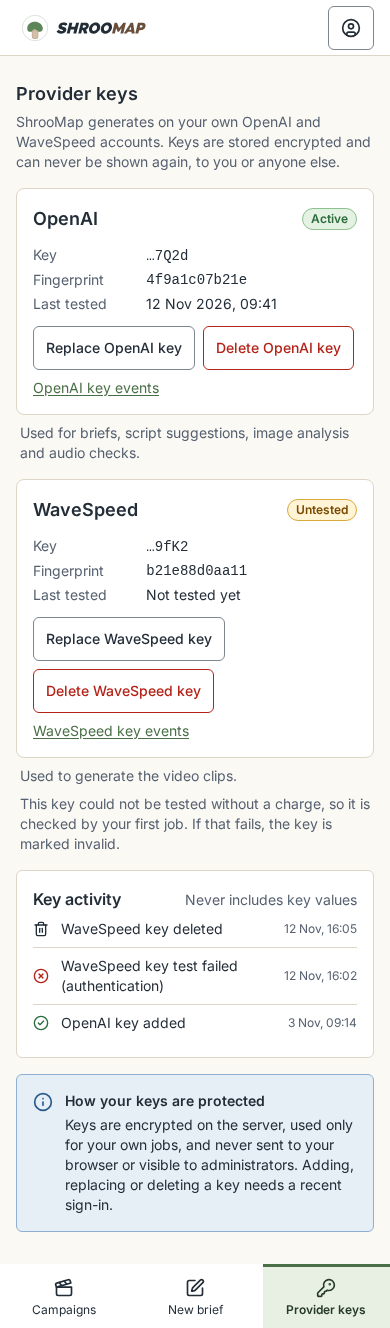 SHROOMAP
Provider keys
ShrooMap generates on your own OpenAI and
WaveSpeed accounts. Keys are stored encrypted and
can never be shown again, to you or anyone else.
OpenAI
Active
Key …7Q2d
Fingerprint 4f9a1c07b21e
Last tested 12 Nov 2026, 09:41
Replace OpenAI key Delete OpenAI key
OpenAI key events
Used for briefs, script suggestions, image analysis
and audio checks.
WaveSpeed
Untested
Key …9fK2
Fingerprint b21e88d0aa11
Last tested Not tested yet
Replace WaveSpeed key
Delete WaveSpeed key
WaveSpeed key events
Used to generate the video clips.
This key could not be tested without a charge, so it is
checked by your first job. If that fails, the key is
marked invalid.
Key activity Never includes key values
WaveSpeed key deleted 12 Nov, 16:05
WaveSpeed key test failed
(authentication) 12 Nov, 16:02
OpenAI key added 3 Nov, 09:14
How your keys are protected
Keys are encrypted on the server, used only
for your own jobs, and never sent to your
browser or visible to administrators. Adding,
replacing or deleting a key needs a recent
sign-in.
Campaigns New brief Provider keys